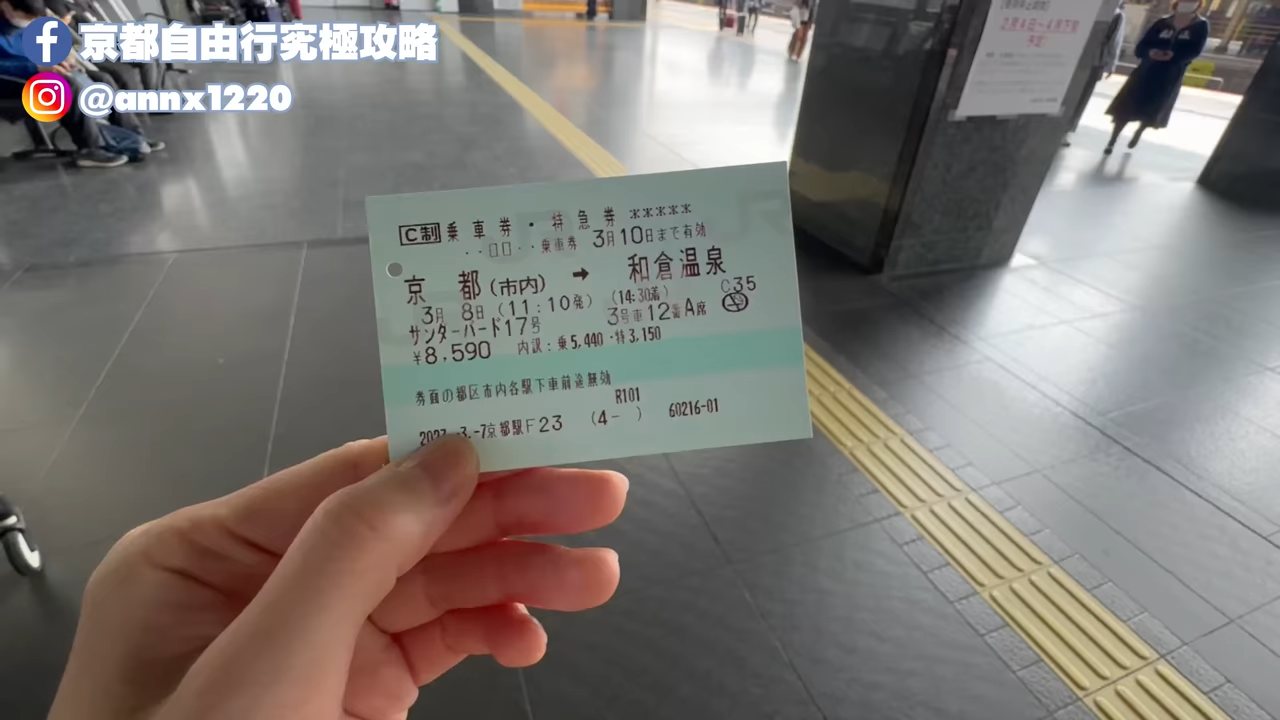 京都自由行究極攻略
@annx1220
C制 乗車券・特急券 *****
・・□□・・乗車券 3月10日まで有効
京都(市内) → 和倉温泉
3月 8日 (11:10発) (14:30着) C35
サンダーバード17号 3号車12番A席
¥8,590 内訳:乗5,440・特3,150
券面の都区市内各駅下車前途無効
R101
-3.-7京都駅F23 (4- ) 60216-01